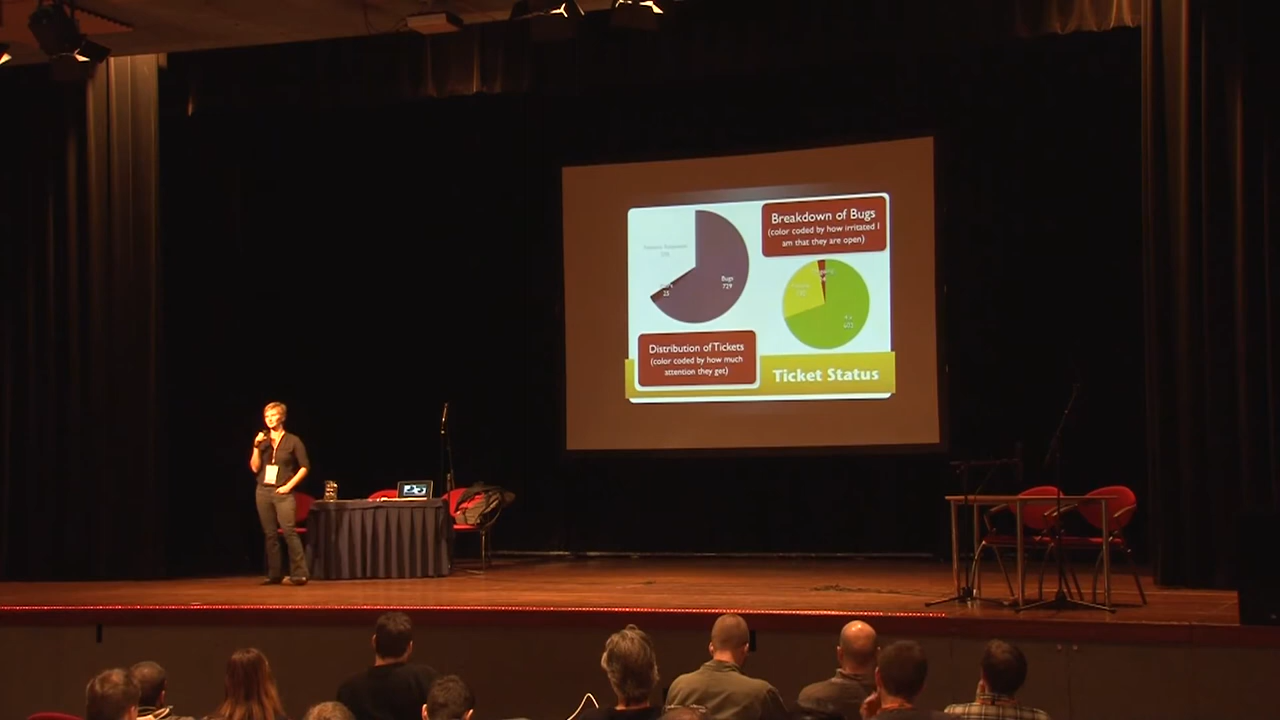 Breakdown of Bugs
(color coded by how irritated I
am that they are open)
Bugs
729
25
Distribution of Tickets
(color coded by how much
attention they get)
Ticket Status